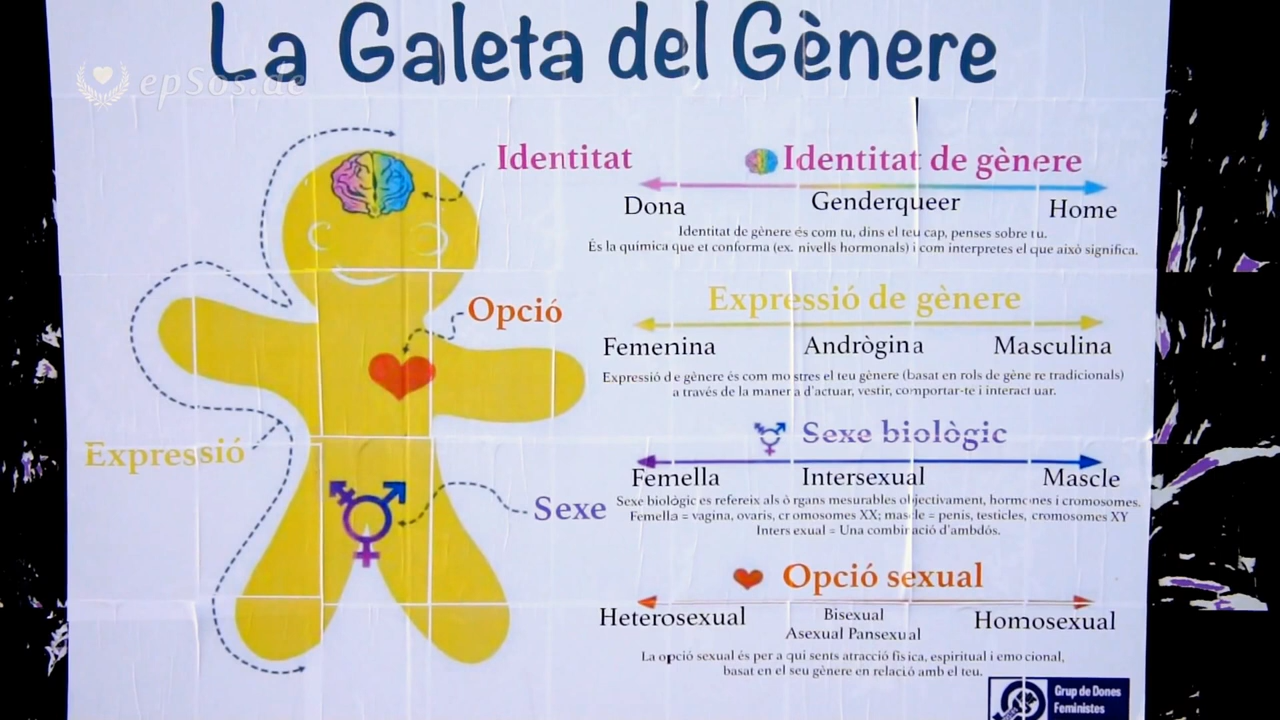 La Galeta del Gènere
epSos.de
Identitat
Identitat de gènere
Dona
Genderqueer
Home
Identitat de gènere és com tu, dins el teu cap, penses sobre tu.
És la química que et conforma (ex. nivells hormonals) i com interpretes el que això significa.
Opció
Expressió de gènere
Femenina
Andrògina
Masculina
Expressió de gènere és com mostres el teu gènere (basat en rols de gènere tradicionals)
a través de la manera d'actuar, vestir, comportar-te i interactuar.
Expressió
Sexe biològic
Femella
Intersexual
Mascle
Sexe
Sexe biològic es refereix als òrgans mesurables objectivament, hormones i cromosomes.
Femella = vagina, ovaris, cromosomes XX; mascle = penis, testicles, cromosomes XY
Intersexual = Una combinació d'ambdós.
Opció sexual
Heterosexual
Bisexual
Asexual Pansexual
Homosexual
La opció sexual és per a qui sents atracció física, espiritual i emocional,
basat en el seu gènere en relació amb el teu.
Grup de Dones
Feministes